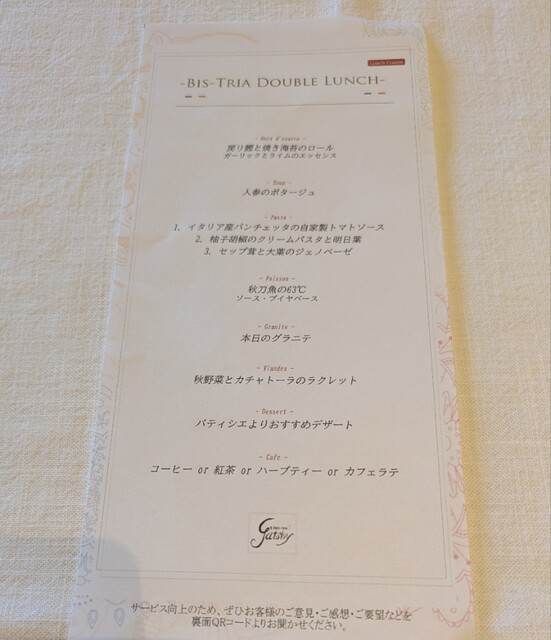 Lunch Course
-BIS-TRIA DOUBLE LUNCH-
- Hors d'oeuvre -
戻り鰹と焼き海苔のロール
ガーリックとライムのエッセンス
- Soup -
人参のポタージュ
- Pasta -
1. イタリア産パンチェッタの自家製トマトソース
2. 柚子胡椒のクリームパスタと明日葉
3. セップ茸と大葉のジェノベーゼ
- Poisson -
秋刀魚の63℃
ソース・ブイヤベース
- Granite -
本日のグラニテ
- Viandes -
秋野菜とカチャトーラのラクレット
- Dessert -
パティシエよりおすすめデザート
- Cafe -
コーヒー or 紅茶 or ハーブティー or カフェラテ
Gatsby
サービス向上のため、ぜひお客様のご意見・ご感想・ご要望などを
裏面QRコードよりお聞かせください。